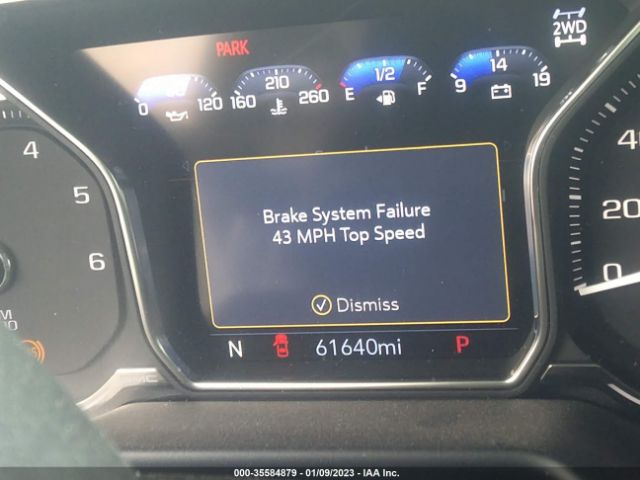 PARK
2WD
0 120
160 210 260
E 1/2 F
9 14 19
4
5
6
40
20
0
Brake System Failure
43 MPH Top Speed
Dismiss
N 61640mi P
000-35584879 - 01/09/2023 - IAA Inc.